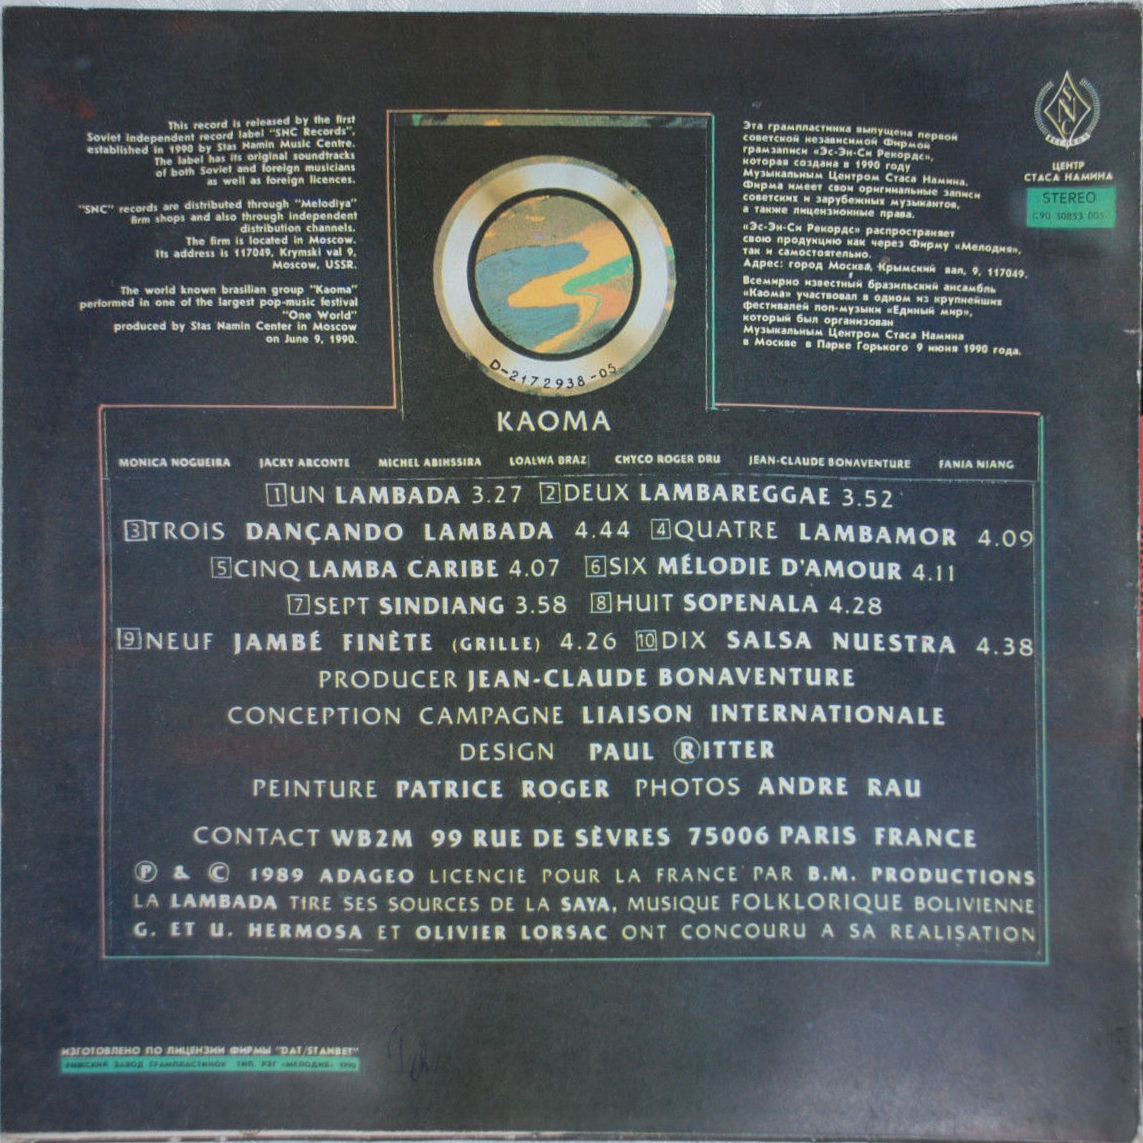 This record is released by the first
Soviet independent record label "SNC Records",
established in 1990 by Stas Namin Music Centre.
The label has its original soundtracks
of both Soviet and foreign musicians
as well as foreign licences.
"SNC" records are distributed through "Melodiya"
firm shops and also through independent
distribution channels.
The firm is located in Moscow.
Its address is 117049, Krymski val 9,
Moscow, USSR.
The world known brasilian group "Kaoma"
performed in one of the largest pop-music festival
"One World"
produced by Stas Namin Center in Moscow
on June 9, 1990.
Эта грампластинка выпущена первой
советской независимой Фирмой
грамзаписи «Эс-Эн-Си Рекордс»,
которая создана в 1990 году
Музыкальным Центром Стаса Намина.
Фирма имеет свои оригинальные записи
советских и зарубежных музыкантов,
а также лицензионные права.
«Эс-Эн-Си Рекордс» распространяет
свою продукцию как через Фирму «Мелодия»,
так и самостоятельно.
Адрес: город Москва, Крымский вал, 9, 117049.
Всемирно известный бразильский ансамбль
«Каома» участвовал в одном из крупнейших
фестивалей поп-музыки «Единый мир»,
который был организован
Музыкальным Центром Стаса Намина
в Москве в Парке Горького 9 июня 1990 года.
SNC
RECORDS
ЦЕНТР
СТАСА НАМИНА
STEREO
C90 30853 005
D-2172938-05
KAOMA
MONICA NOGUEIRA JACKY ARCONTE MICHEL ABIHSSIRA LOALWA BRAZ CHYCO ROGER DRU JEAN-CLAUDE BONAVENTURE FANIA NIANG
1 UN LAMBADA 3.27 2 DEUX LAMBAREGGAE 3.52
3 TROIS DANÇANDO LAMBADA 4.44 4 QUATRE LAMBAMOR 4.09
5 CINQ LAMBA CARIBE 4.07 6 SIX MÉLODIE D'AMOUR 4.11
7 SEPT SINDIANG 3.58 8 HUIT SOPENALA 4.28
9 NEUF JAMBÉ FINÈTE (GRILLE) 4.26 10 DIX SALSA NUESTRA 4.38
PRODUCER JEAN-CLAUDE BONAVENTURE
CONCEPTION CAMPAGNE LIAISON INTERNATIONALE
DESIGN PAUL RITTER
PEINTURE PATRICE ROGER PHOTOS ANDRE RAU
CONTACT WB2M 99 RUE DE SÈVRES 75006 PARIS FRANCE
Ⓟ & © 1989 ADAGEO LICENCIE POUR LA FRANCE PAR B.M. PRODUCTIONS
LA LAMBADA TIRE SES SOURCES DE LA SAYA, MUSIQUE FOLKLORIQUE BOLIVIENNE
G. ET U. HERMOSA ET OLIVIER LORSAC ONT CONCOURU A SA REALISATION
ИЗГОТОВЛЕНО ПО ЛИЦЕНЗИИ ФИРМЫ "DAT/STANBET"
РИЖСКИЙ ЗАВОД ГРАМПЛАСТИНОК ТИП. РЗГ «МЕЛОДИЯ» 1990